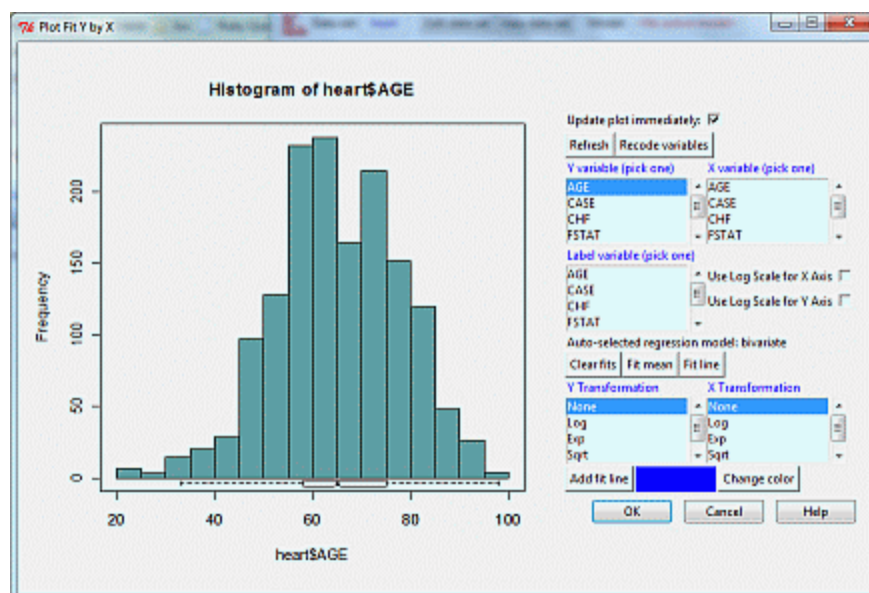 Plot Fit Y by X
Histogram of heart$AGE
Frequency
0
50
100
150
200
20 40 60 80 100
heart$AGE
Update plot immediately:
Refresh Recode variables
Y variable (pick one) X variable (pick one)
AGE AGE
CASE CASE
CHF CHF
FSTAT FSTAT
Label variable (pick one)
AGE Use Log Scale for X Axis
CASE
CHF Use Log Scale for Y Axis
FSTAT
Auto-selected regression model: bivariate
Clear fits Fit mean Fit line
Y Transformation X Transformation
None None
Log Log
Exp Exp
Sqrt Sqrt
Add fit line Change color
OK Cancel Help